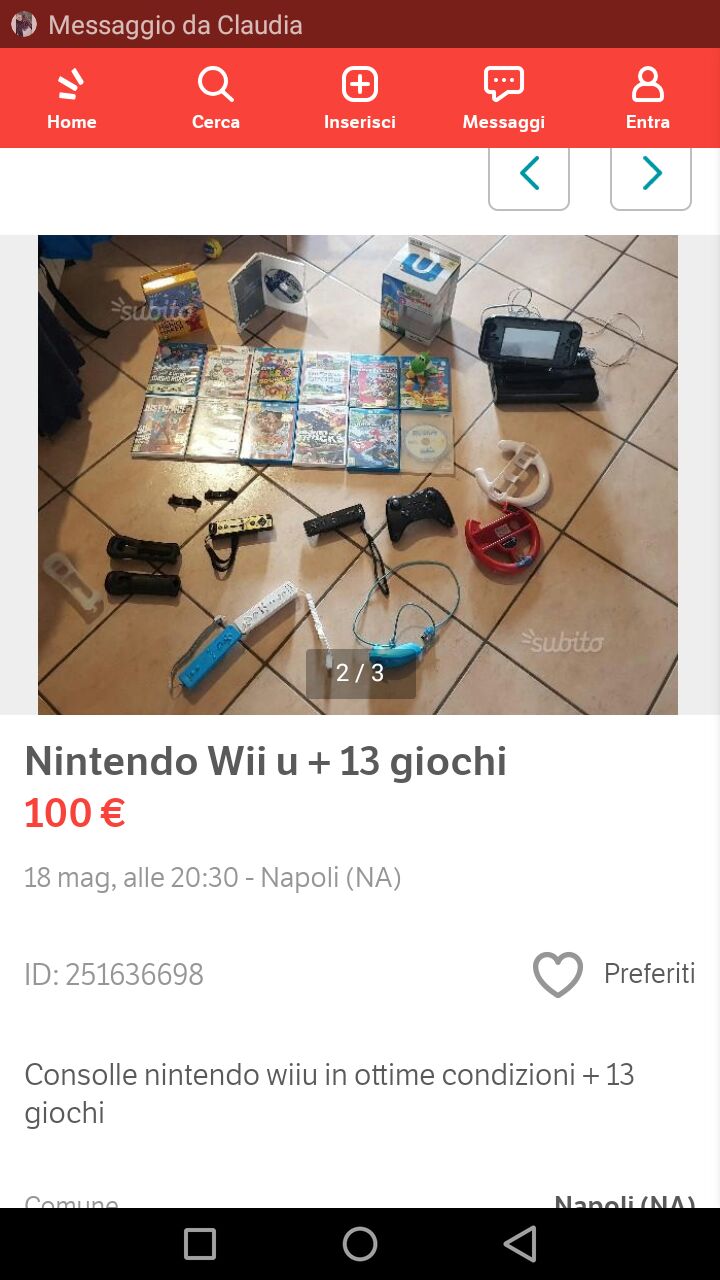 Messaggio da Claudia
Home
Cerca
Inserisci
Messaggi
Entra
subito
U
subito
2 / 3
Nintendo Wii u + 13 giochi
100 €
18 mag, alle 20:30 - Napoli (NA)
ID: 251636698
Preferiti
Consolle nintendo wiiu in ottime condizioni + 13
giochi
Comune
Napoli (NA)